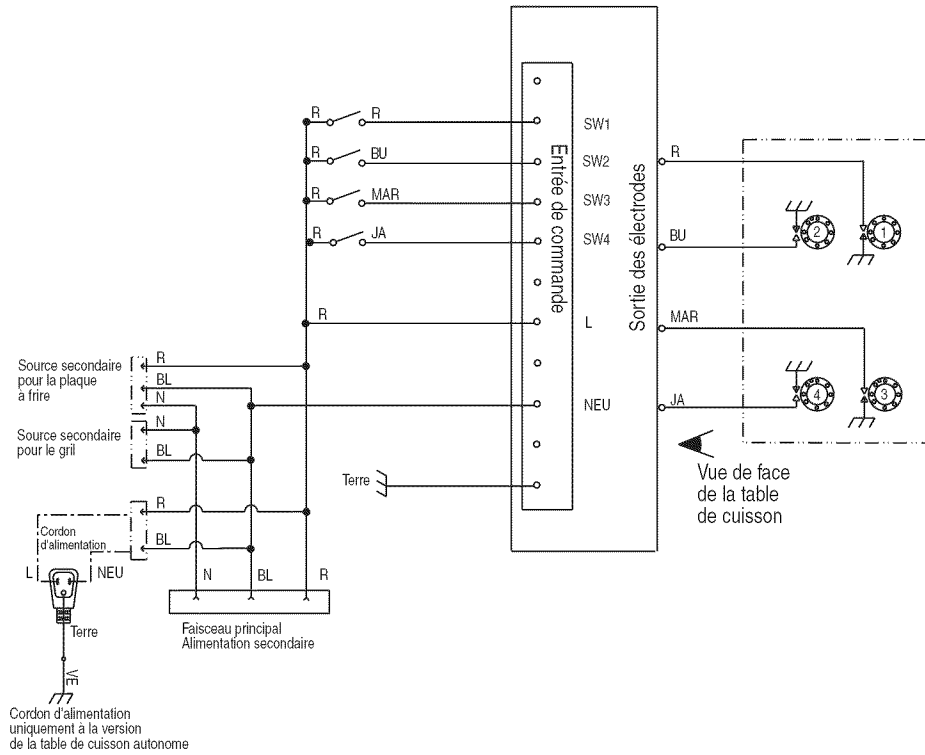 R
R
SW1
R
BU
SW2
R
MAR
SW3
R
JA
SW4
Entrée de commande
Sortie des électrodes
R
BU
MAR
JA
2
1
4
3
R
L
NEU
Source secondaire
pour la plaque
à frire
R
BL
N
Source secondaire
pour le gril
N
BL
Terre
Vue de face
de la table
de cuisson
R
BL
Cordon
d'alimentation
L
NEU
Terre
VE
N
BL
R
Faisceau principal
Alimentation secondaire
Cordon d'alimentation
uniquement à la version
de la table de cuisson autonome